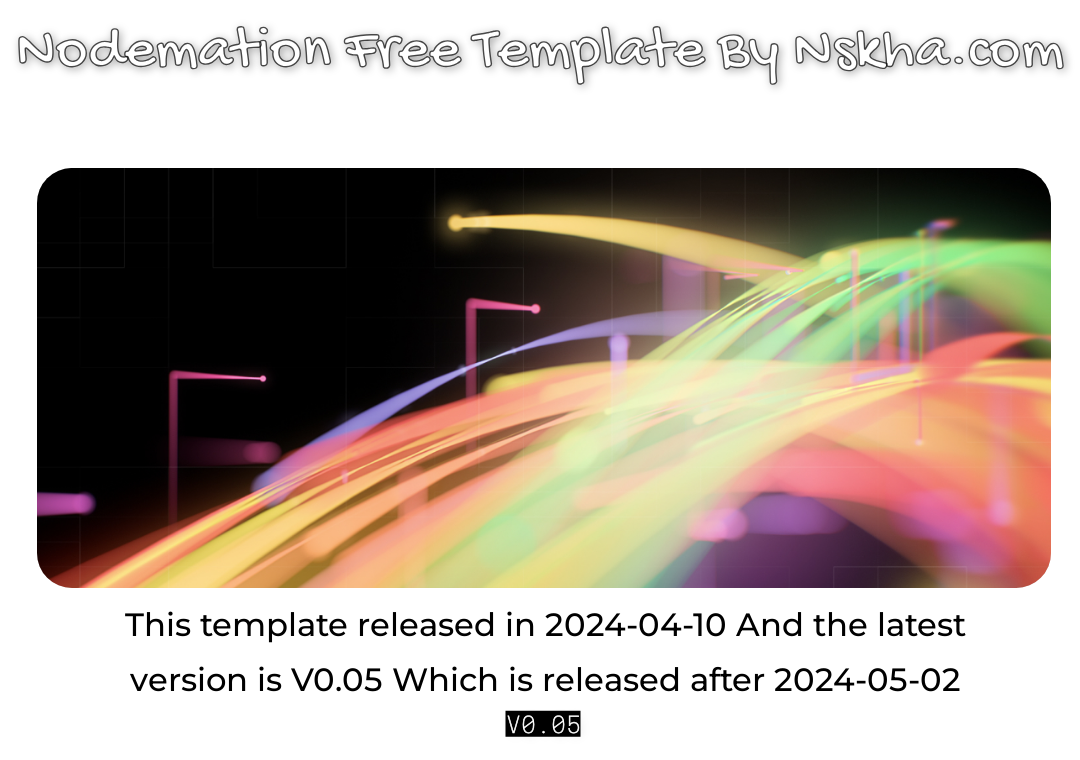 Nodemation Free Template By Nskha.com
This template released in 2024-04-10 And the latest
version is V0.05 Which is released after 2024-05-02
V0.05